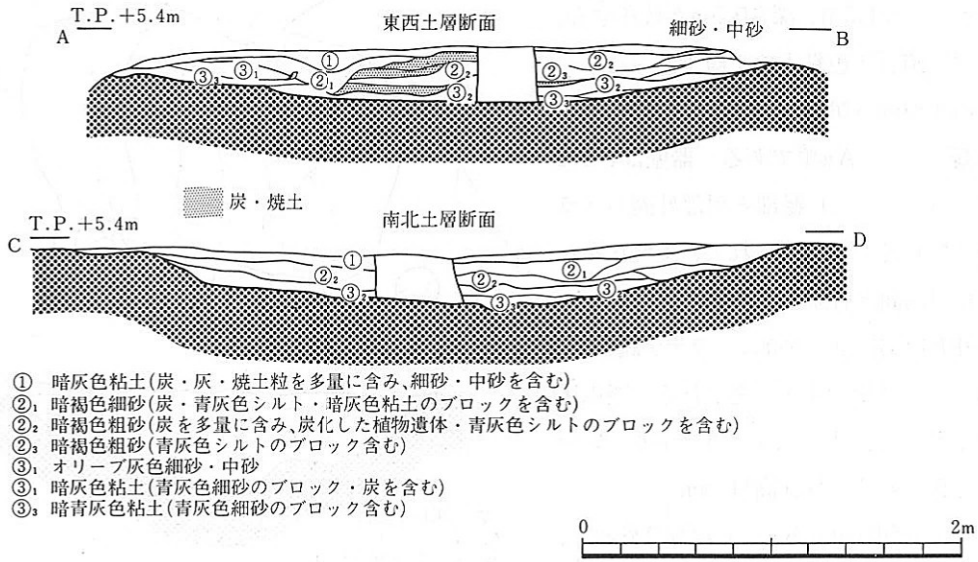 T.P.+5.4m
A 東西土層断面 細砂・中砂 B
① ③₃ ③₁ ②₁ ②₂ ③₂ ②₃ ②₂ ③₃ ③₂
炭・焼土
T.P.+5.4m 南北土層断面
C D
① ②₂ ③₂ ②₂ ②₁ ③₃ ③₂
① 暗灰色粘土(炭・灰・焼土粒を多量に含み、細砂・中砂を含む)
②₁ 暗褐色細砂(炭・青灰色シルト・暗灰色粘土のブロックを含む)
②₂ 暗褐色粗砂(炭を多量に含み、炭化した植物遺体・青灰色シルトのブロックを含む)
②₃ 暗褐色粗砂(青灰色シルトのブロック含む)
③₁ オリーブ灰色細砂・中砂
③₁ 暗灰色粘土(青灰色細砂のブロック・炭を含む)
③₃ 暗青灰色粘土(青灰色細砂のブロック含む)
0 2m